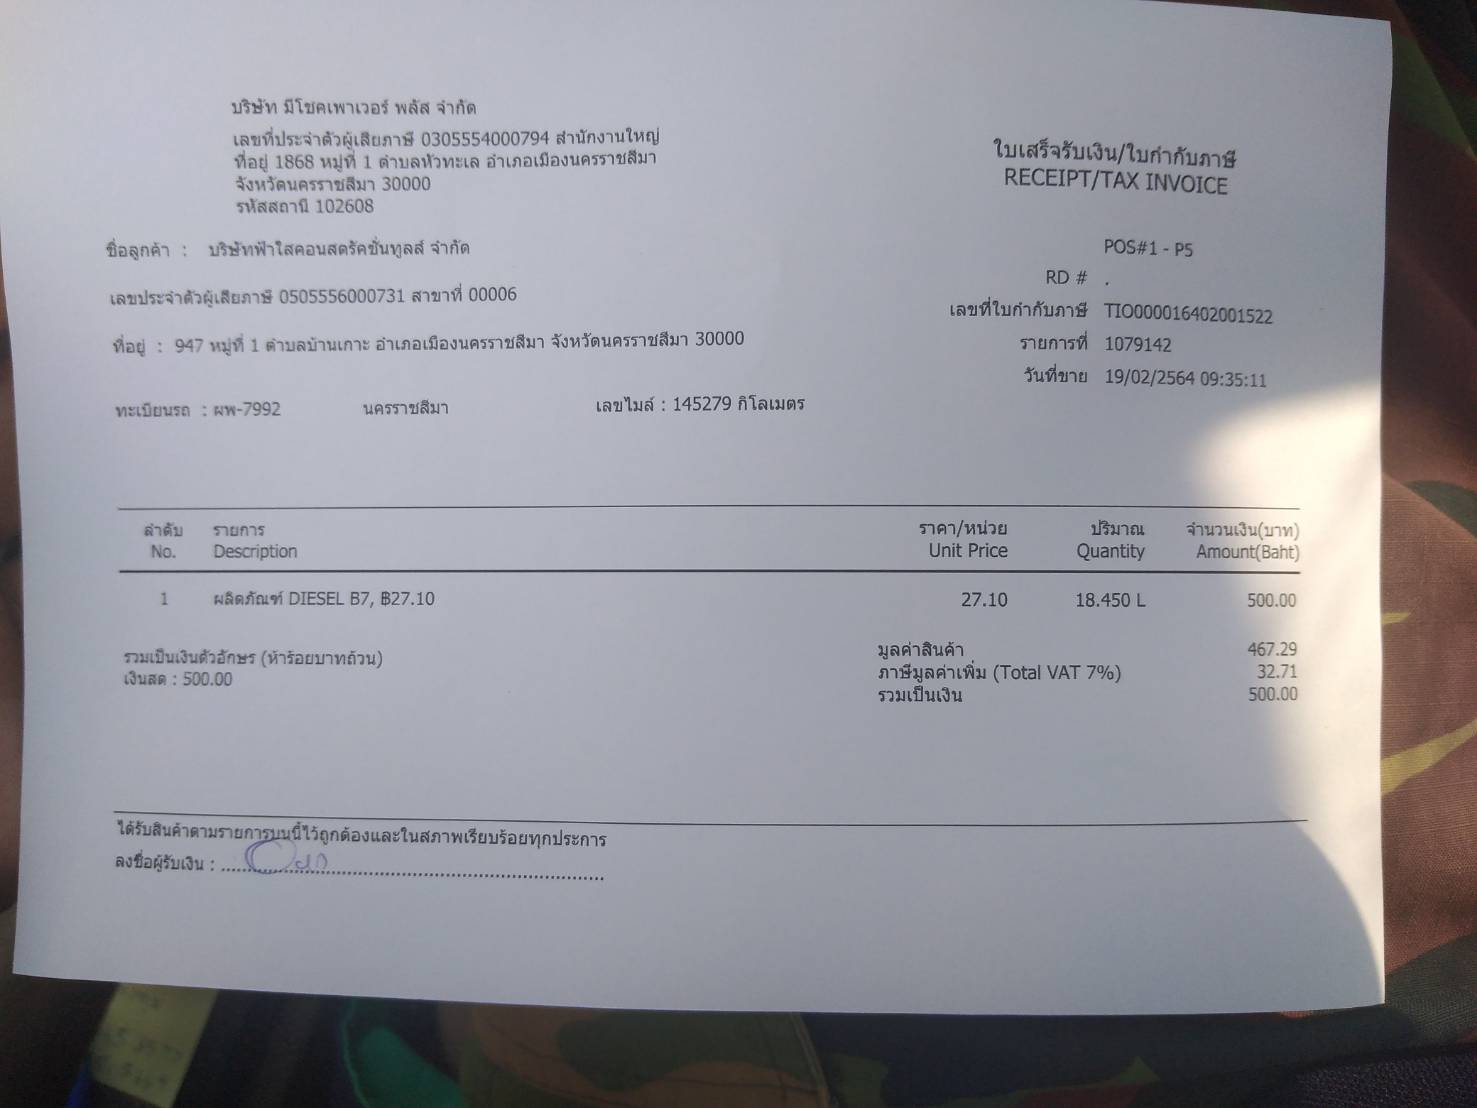 บริษัท มีโชคเพาเวอร์ พลัส จำกัด
เลขที่ประจำตัวผู้เสียภาษี 0305554000794 สำนักงานใหญ่
ที่อยู่ 1868 หมู่ที่ 1 ตำบลหัวทะเล อำเภอเมืองนครราชสีมา
จังหวัดนครราชสีมา 30000
รหัสสถานี 102608
ใบเสร็จรับเงิน/ใบกำกับภาษี
RECEIPT/TAX INVOICE
ชื่อลูกค้า : บริษัทฟ้าใสคอนสตรัคชั่นทูลส์ จำกัด
POS#1 - P5
RD # .
เลขประจำตัวผู้เสียภาษี 0505556000731 สาขาที่ 00006
เลขที่ใบกำกับภาษี TIO000016402001522
ที่อยู่ : 947 หมู่ที่ 1 ตำบลบ้านเกาะ อำเภอเมืองนครราชสีมา จังหวัดนครราชสีมา 30000
รายการที่ 1079142
วันที่ขาย 19/02/2564 09:35:11
ทะเบียนรถ : ผพ-7992 นครราชสีมา เลขไมล์ : 145279 กิโลเมตร
ลำดับ รายการ ราคา/หน่วย ปริมาณ จำนวนเงิน(บาท)
No. Description Unit Price Quantity Amount(Baht)
1 ผลิตภัณฑ์ DIESEL B7, ฿27.10 27.10 18.450 L 500.00
มูลค่าสินค้า 467.29
รวมเป็นเงินตัวอักษร (ห้าร้อยบาทถ้วน)
ภาษีมูลค่าเพิ่ม (Total VAT 7%) 32.71
เงินสด : 500.00
รวมเป็นเงิน 500.00
ได้รับสินค้าตามรายการบนนี้ไว้ถูกต้องและในสภาพเรียบร้อยทุกประการ
ลงชื่อผู้รับเงิน :